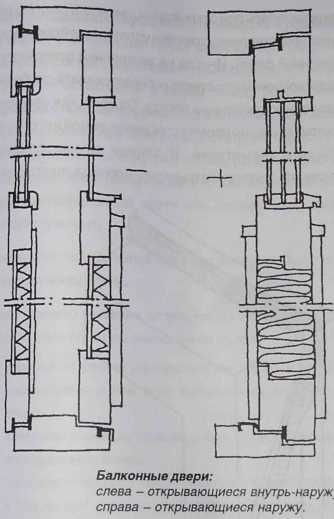 Балконные двери:
слева – открывающиеся внутрь-наруж
справа – открывающиеся наружу.